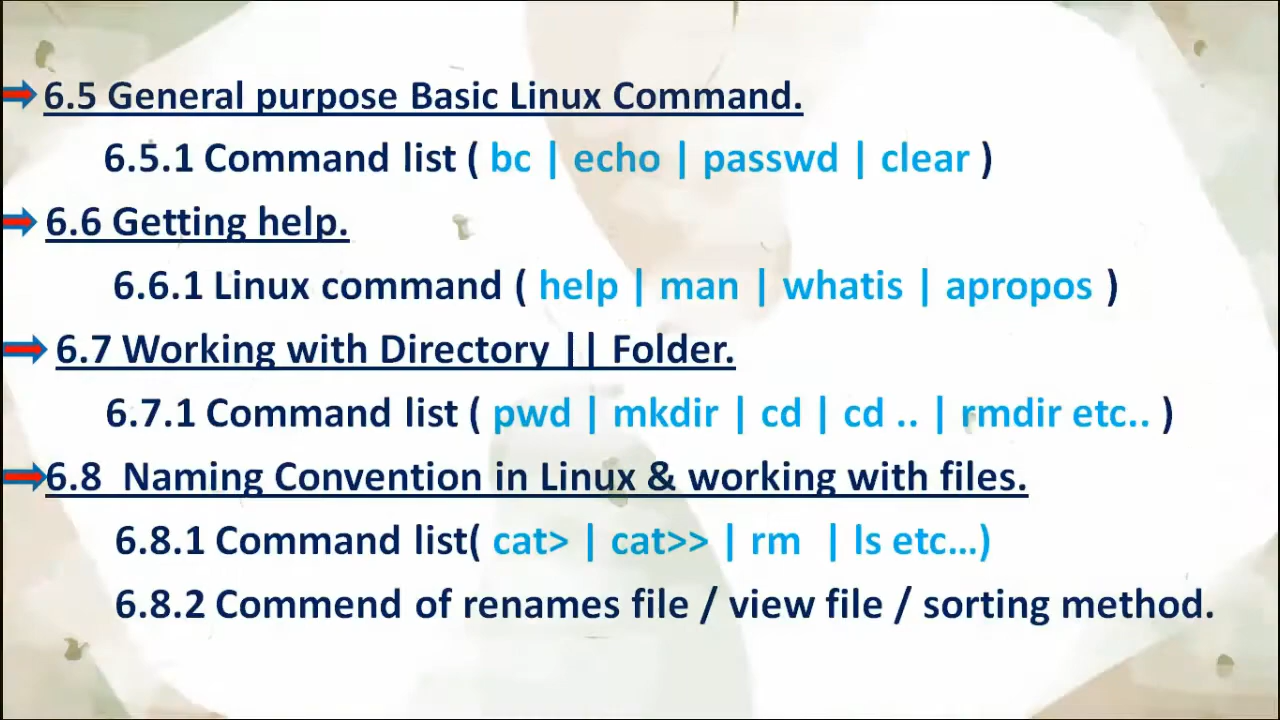 6.5 General purpose Basic Linux Command.
6.5.1 Command list ( bc | echo | passwd | clear )
6.6 Getting help.
6.6.1 Linux command ( help | man | whatis | apropos )
6.7 Working with Directory || Folder.
6.7.1 Command list ( pwd | mkdir | cd | cd .. | rmdir etc.. )
6.8 Naming Convention in Linux & working with files.
6.8.1 Command list( cat> | cat>> | rm | ls etc...)
6.8.2 Commend of renames file / view file / sorting method.